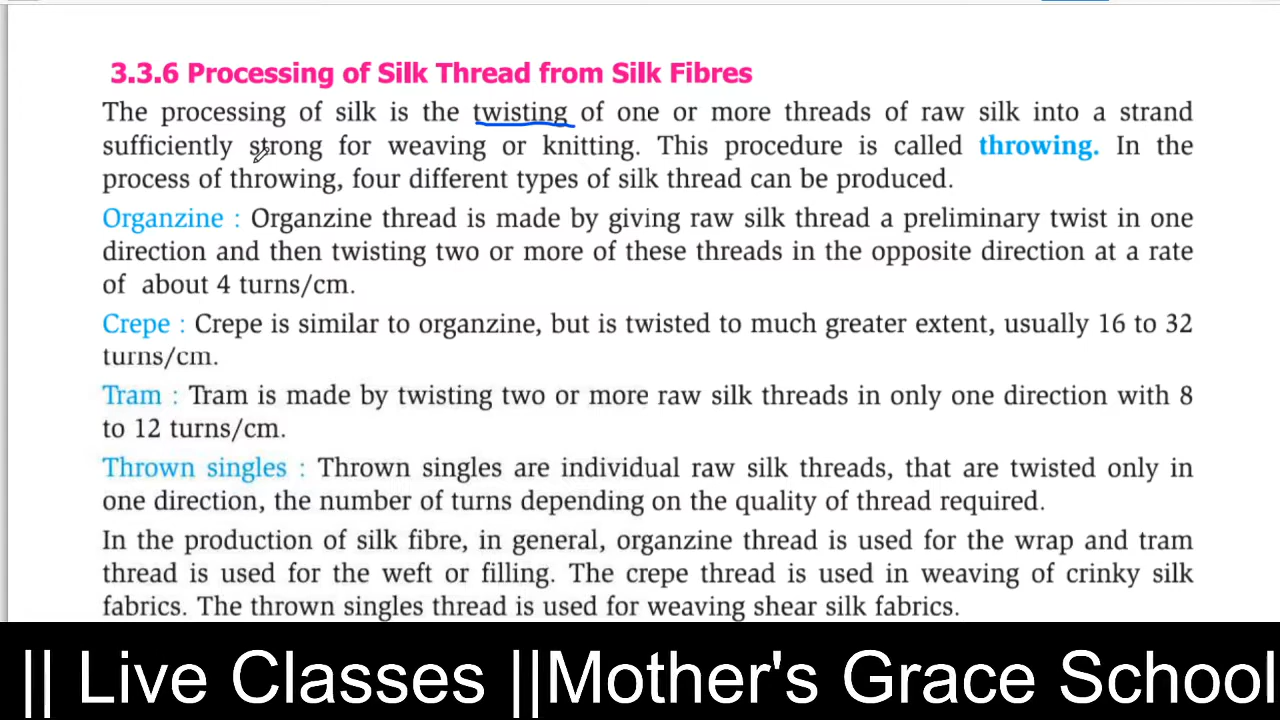 3.3.6 Processing of Silk Thread from Silk Fibres
The processing of silk is the twisting of one or more threads of raw silk into a strand
sufficiently strong for weaving or knitting. This procedure is called throwing. In the
process of throwing, four different types of silk thread can be produced.
Organzine : Organzine thread is made by giving raw silk thread a preliminary twist in one
direction and then twisting two or more of these threads in the opposite direction at a rate
of about 4 turns/cm.
Crepe : Crepe is similar to organzine, but is twisted to much greater extent, usually 16 to 32
turns/cm.
Tram : Tram is made by twisting two or more raw silk threads in only one direction with 8
to 12 turns/cm.
Thrown singles : Thrown singles are individual raw silk threads, that are twisted only in
one direction, the number of turns depending on the quality of thread required.
In the production of silk fibre, in general, organzine thread is used for the wrap and tram
thread is used for the weft or filling. The crepe thread is used in weaving of crinky silk
fabrics. The thrown singles thread is used for weaving shear silk fabrics.
|| Live Classes ||Mother's Grace School